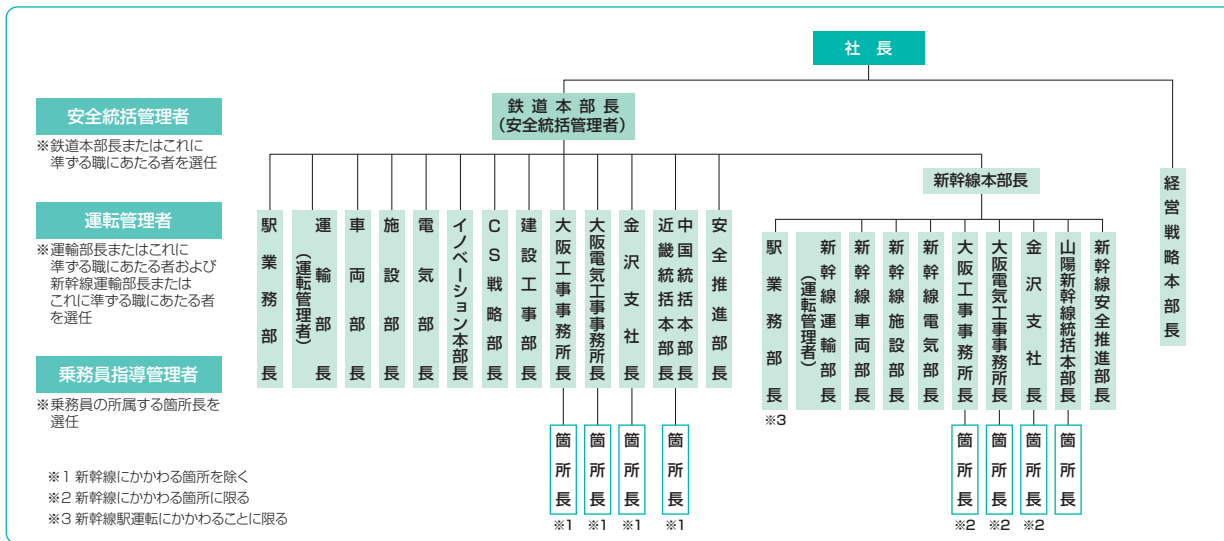 社長
鉄道本部長
(安全統括管理者)
安全統括管理者
※鉄道本部長またはこれに
準ずる職にあたる者を選任
運転管理者
※運輸部長またはこれに
準ずる職にあたる者および
新幹線運輸部長または
これに準ずる職にあたる者
を選任
乗務員指導管理者
※乗務員の所属する箇所長を
選任
※1 新幹線にかかわる箇所を除く
※2 新幹線にかかわる箇所に限る
※3 新幹線駅運転にかかわることに限る
駅業務部長
運輸部長
(運転管理者)
車両部長
施設部長
電気部長
イノベーション本部長
CS戦略部長
建設工事部長
大阪工事事務所長
大阪電気工事事務所長
金沢支社長
中国統括本部長
近畿統括本部長
安全推進部長
箇所長
※1
箇所長
※1
箇所長
※1
箇所長
※1
新幹線本部長
駅業務部長
※3
新幹線運輸部長
(運転管理者)
新幹線車両部長
新幹線施設部長
新幹線電気部長
大阪工事事務所長
大阪電気工事事務所長
金沢支社長
山陽新幹線統括本部長
新幹線安全推進部長
箇所長
※2
箇所長
※2
箇所長
※2
箇所長
経営戦略本部長